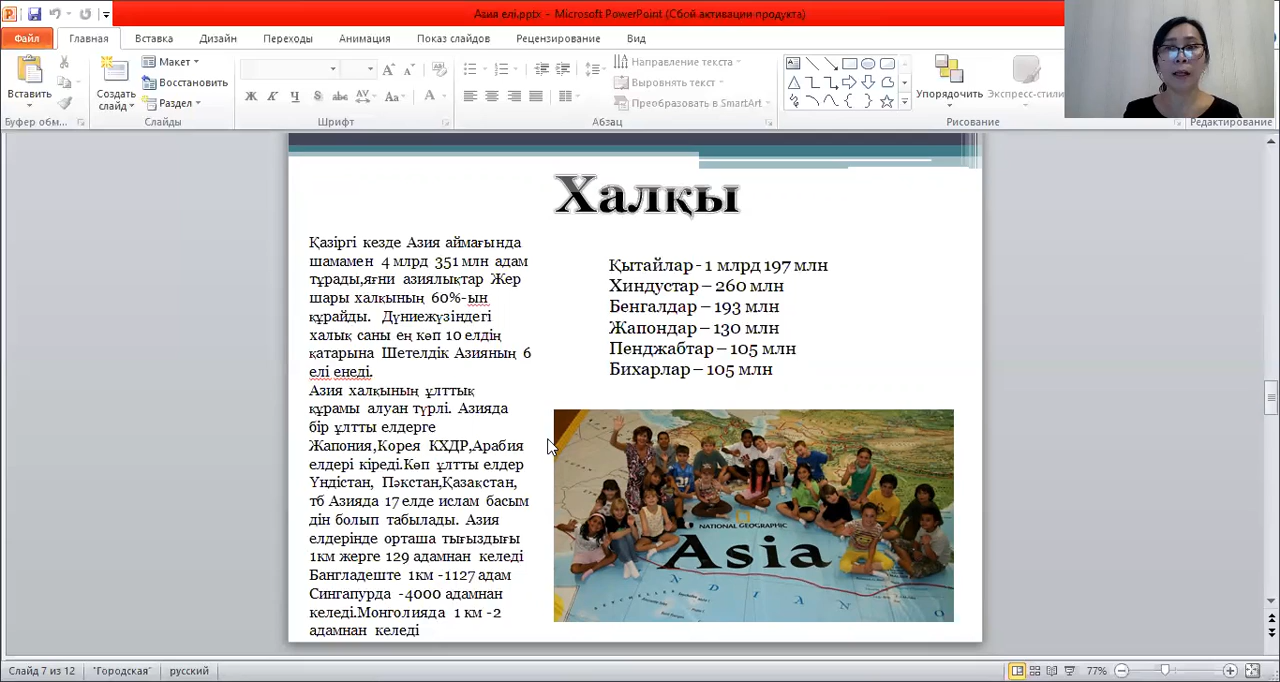 Азия елі.pptx - Microsoft PowerPoint (Сбой активации продукта)
Файл Главная Вставка Дизайн Переходы Анимация Показ слайдов Рецензирование Вид
Вставить
Буфер обм...
Создать слайд
Макет
Восстановить
Раздел
Слайды
Ж К Ч S abc AV Aa A
Шрифт
Направление текста
Выровнять текст
Преобразовать в SmartArt
Абзац
Упорядочить
Экспресс-стили
Рисование
Редактирование
Халқы
Қазіргі кезде Азия аймағында
шамамен 4 млрд 351 млн адам
тұрады,яғни азиялықтар Жер
шары халқының 60%-ын
құрайды. Дүниежүзіндегі
халық саны ең көп 10 елдің
қатарына Шетелдік Азияның 6
елі енеді.
Азия халқының ұлттық
құрамы алуан түрлі. Азияда
бір ұлтты елдерге
Жапония,Корея КХДР,Арабия
елдері кіреді.Көп ұлтты елдер
Үндістан, Пәкстан,Қазақстан,
тб Азияда 17 елде ислам басым
дін болып табылады. Азия
елдерінде орташа тығыздығы
1км жерге 129 адамнан келеді
Бангладеште 1км -1127 адам
Сингапурда -4000 адамнан
келеді.Монголияда 1 км -2
адамнан келеді
Қытайлар - 1 млрд 197 млн
Хиндустар – 260 млн
Бенгалдар – 193 млн
Жапондар – 130 млн
Пенджабтар – 105 млн
Бихарлар – 105 млн
NATIONAL GEOGRAPHIC
Asia
I N D I A N O
Слайд 7 из 12 "Городская" русский 77%